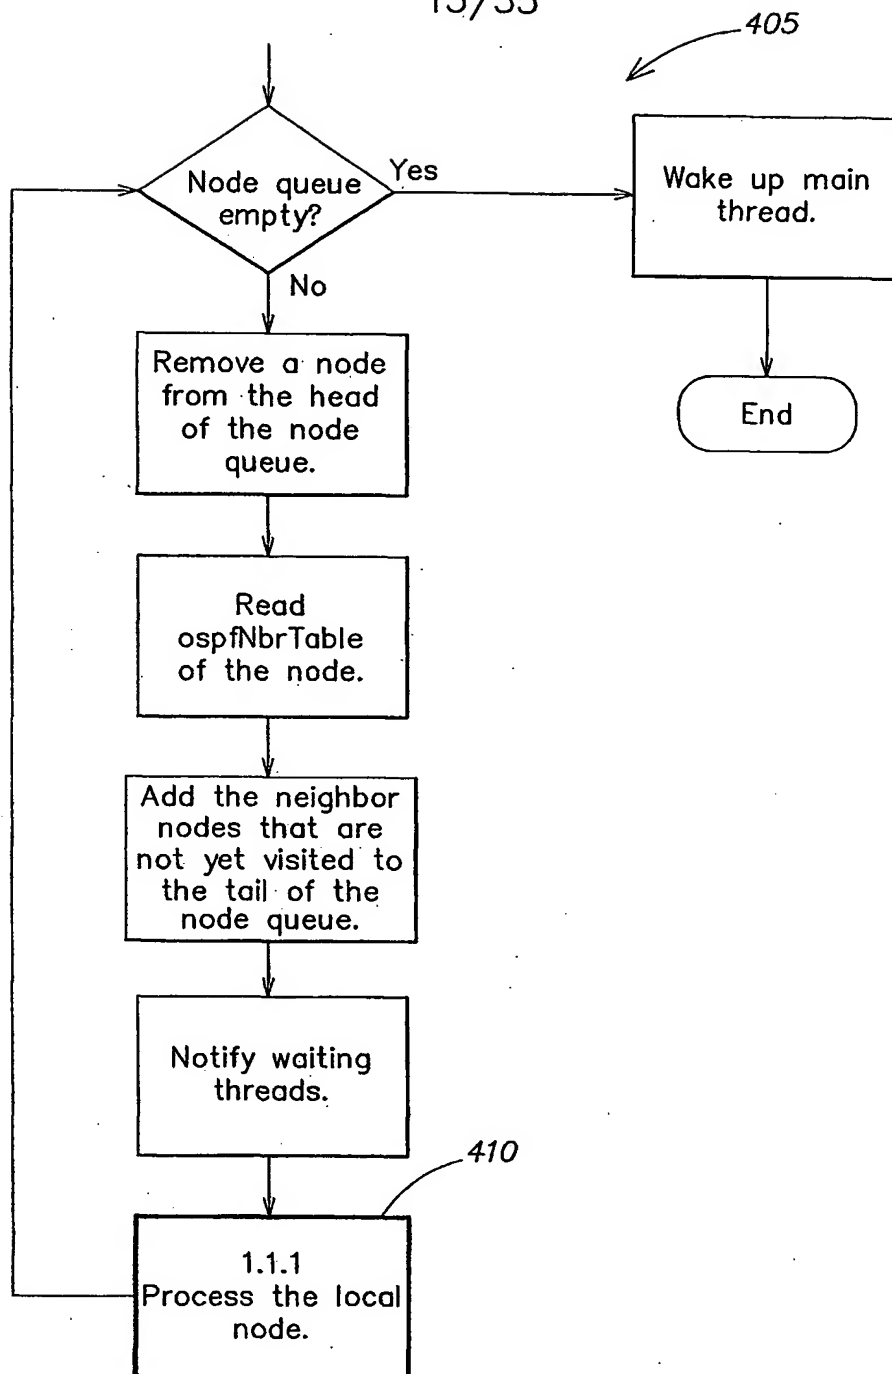 15/35
405
Node queue
empty?
Yes
Wake up main
thread.
No
End
Remove a node
from the head
of the node
queue.
Read
ospfNbrTable
of the node.
Add the neighbor
nodes that are
not yet visited to
the tail of the
node queue.
Notify waiting
threads.
410
1.1.1
Process the local
node.